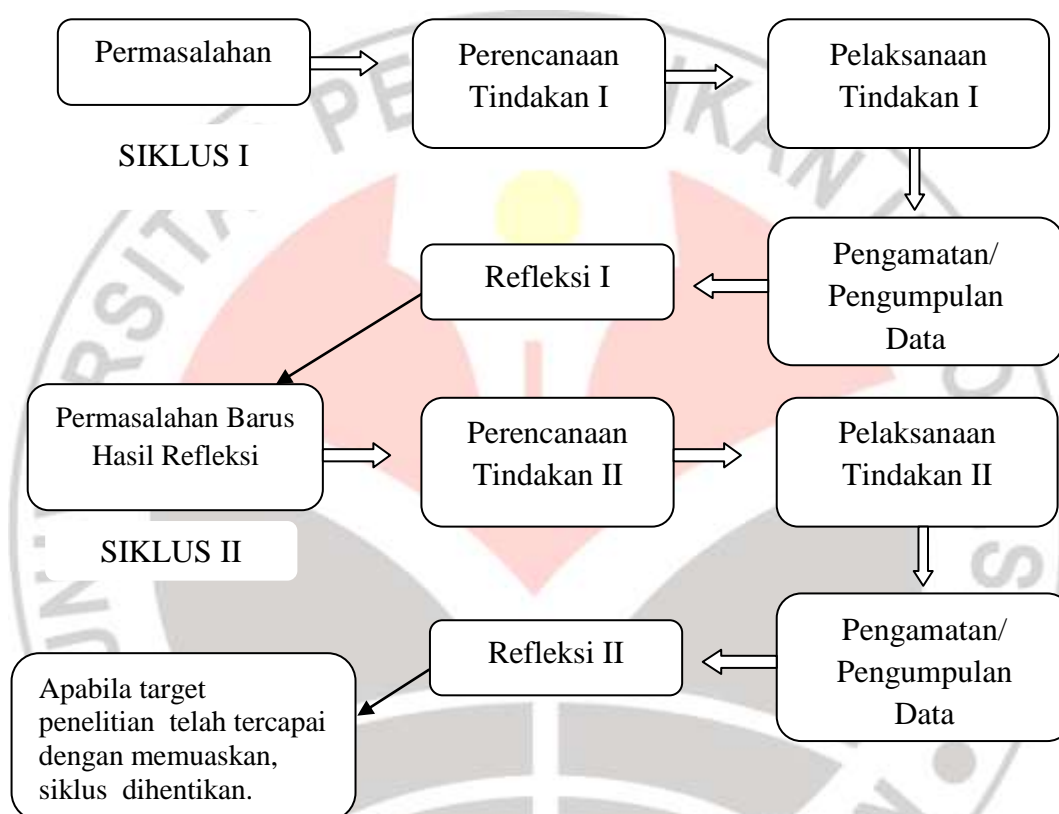 Permasalahan
Perencanaan
Tindakan I
Pelaksanaan
Tindakan I
SIKLUS I
Pengamatan/
Pengumpulan
Data
Refleksi I
Permasalahan Barus
Hasil Refleksi
Perencanaan
Tindakan II
Pelaksanaan
Tindakan II
SIKLUS II
Pengamatan/
Pengumpulan
Data
Refleksi II
Apabila target
penelitian telah tercapai
dengan memuaskan,
siklus dihentikan.